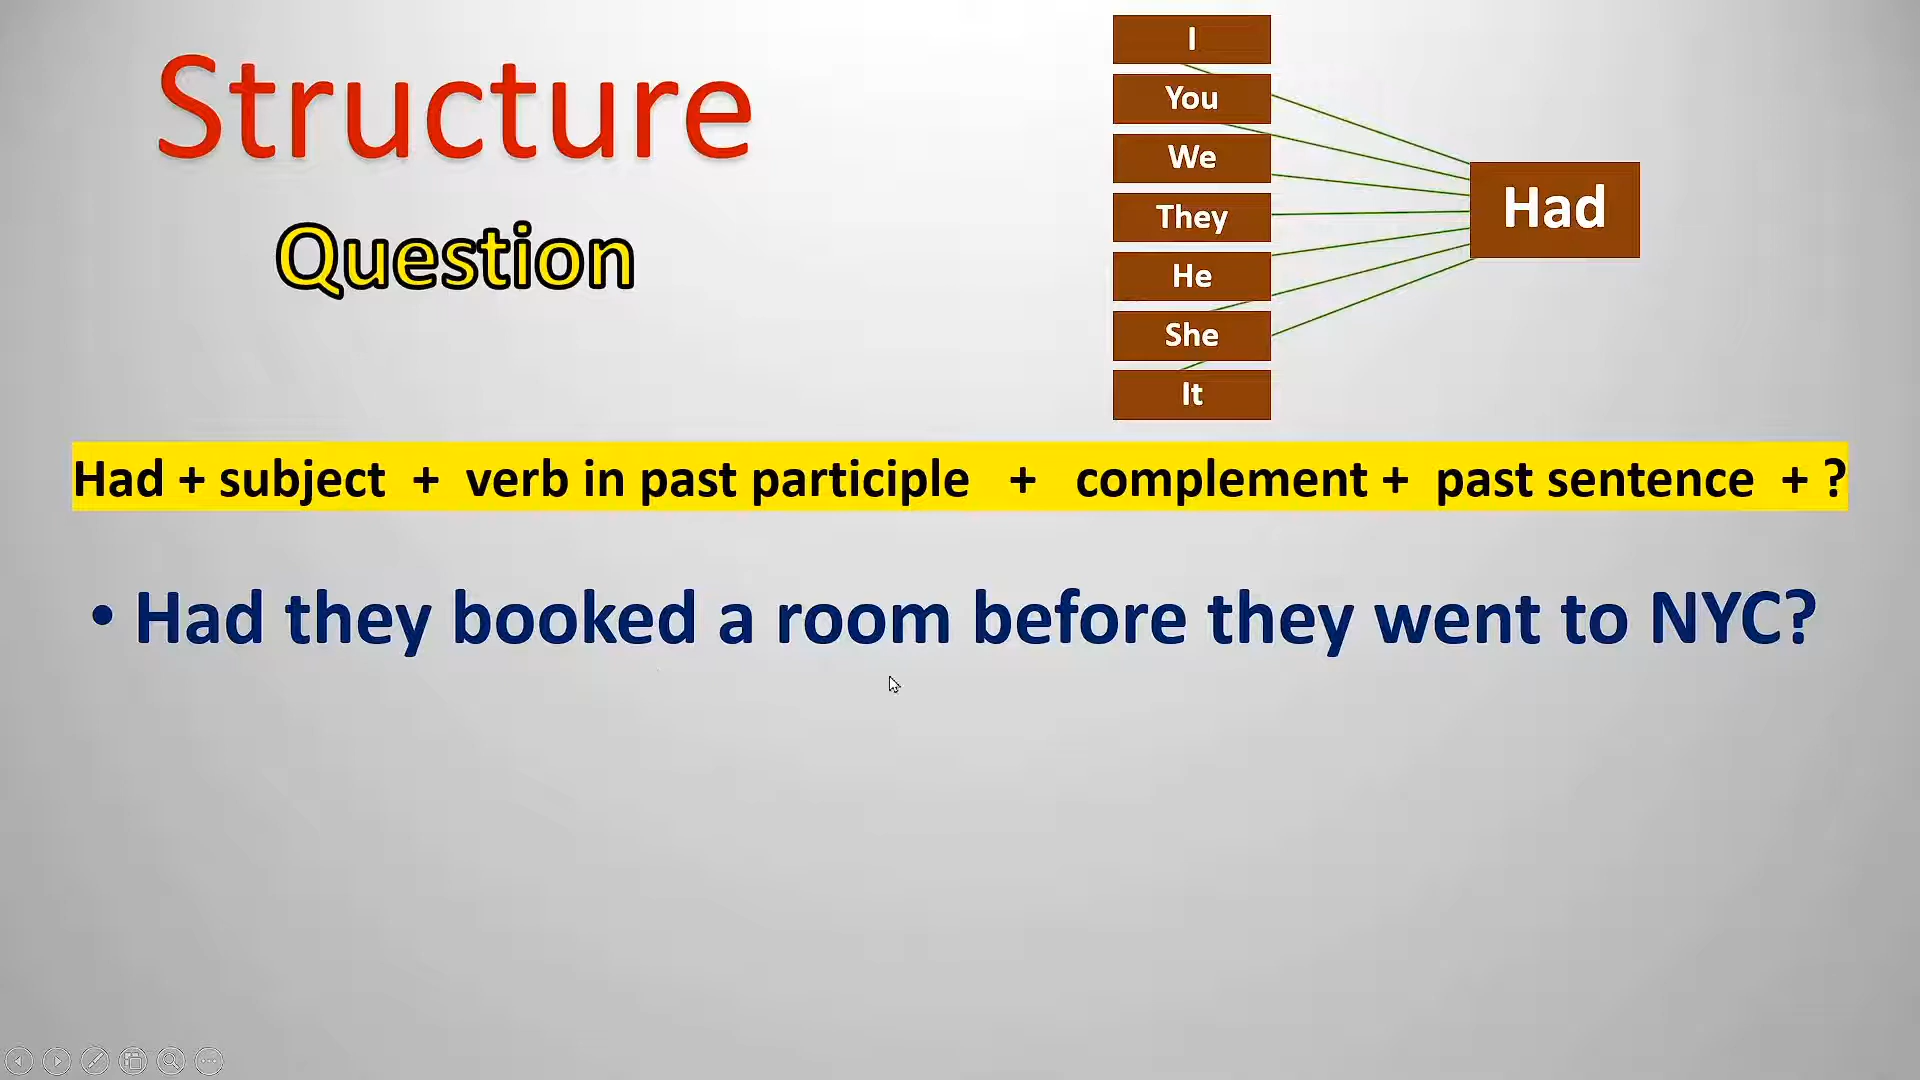 Structure
Question
I
You
We
They
He
She
It
Had
Had + subject + verb in past participle + complement + past sentence + ?
• Had they booked a room before they went to NYC?